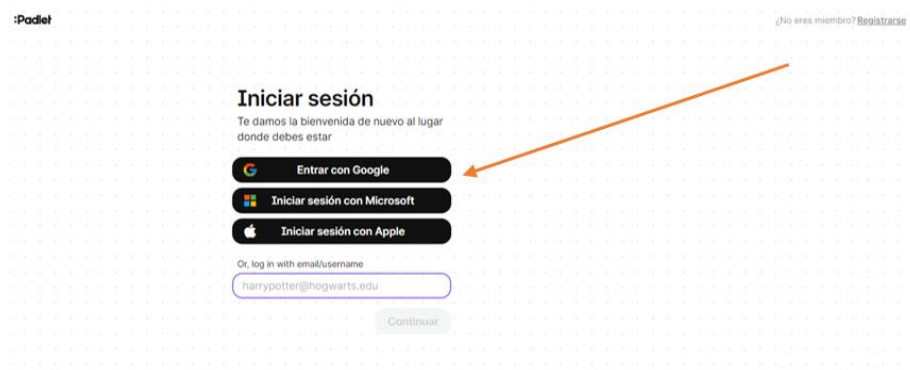 :Padlet
¿No eres miembro? Registrarse
Iniciar sesión
Te damos la bienvenida de nuevo al lugar
donde debes estar
Entrar con Google
Iniciar sesión con Microsoft
Iniciar sesión con Apple
Or, log in with email/username
harrypotter@hogwarts.edu
Continuar